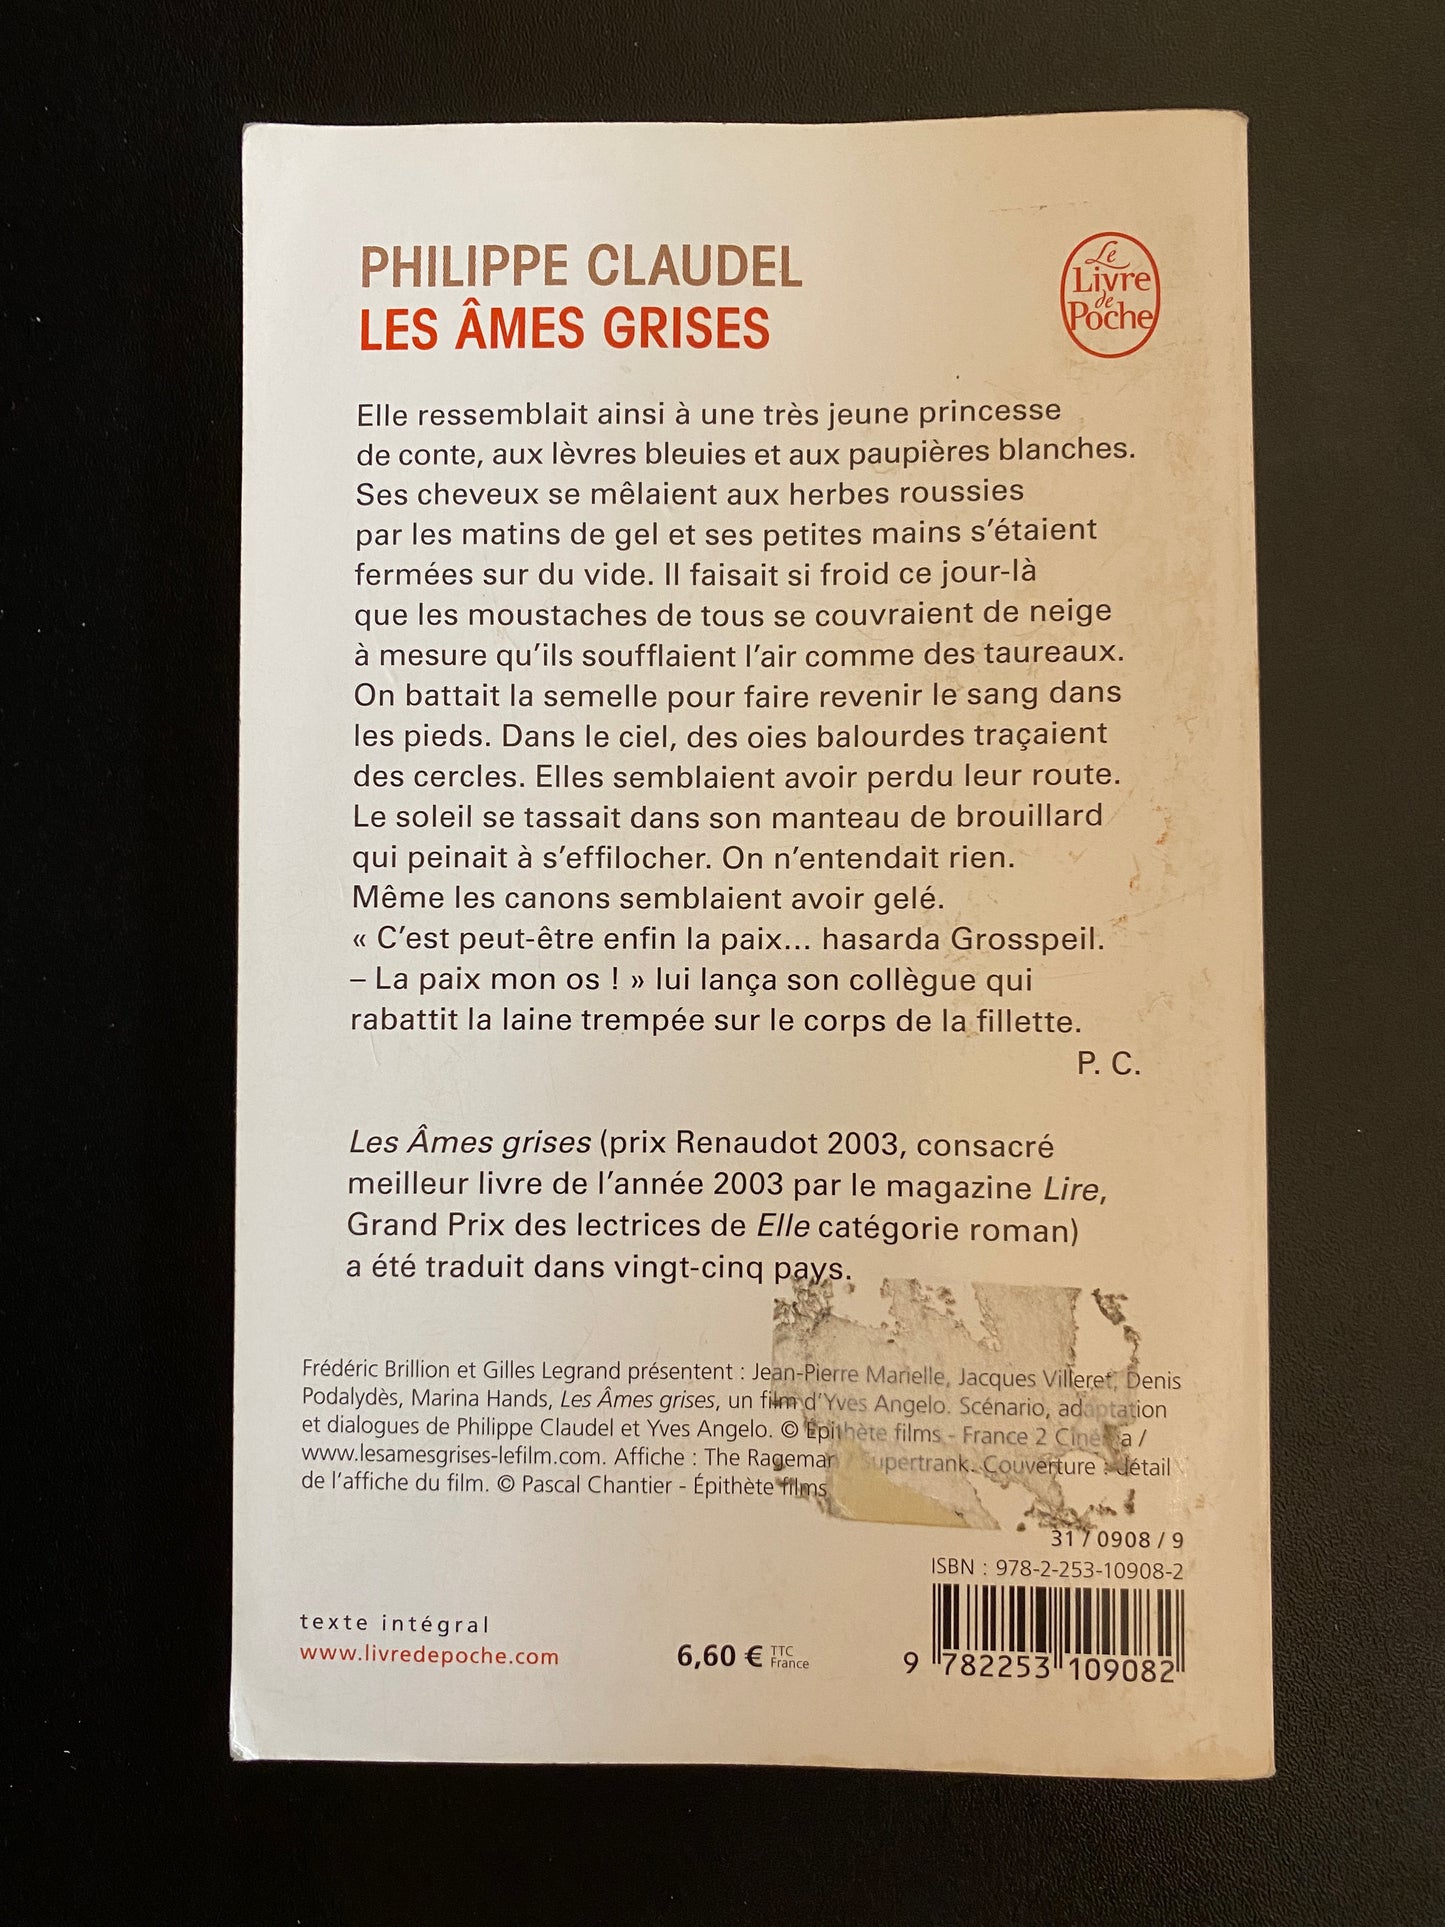 PHILIPPE CLAUDEL
LES ÂMES GRISES
Le
Livre
de
Poche
Elle ressemblait ainsi à une très jeune princesse
de conte, aux lèvres bleuies et aux paupières blanches.
Ses cheveux se mêlaient aux herbes roussies
par les matins de gel et ses petites mains s’étaient
fermées sur du vide. Il faisait si froid ce jour-là
que les moustaches de tous se couvraient de neige
à mesure qu’ils soufflaient l’air comme des taureaux.
On battait la semelle pour faire revenir le sang dans
les pieds. Dans le ciel, des oies balourdes traçaient
des cercles. Elles semblaient avoir perdu leur route.
Le soleil se tassait dans son manteau de brouillard
qui peinait à s’effilocher. On n’entendait rien.
Même les canons semblaient avoir gelé.
« C’est peut-être enfin la paix... hasarda Grosspeil.
– La paix mon os ! » lui lança son collègue qui
rabattit la laine trempée sur le corps de la fillette.
P. C.
Les Âmes grises (prix Renaudot 2003, consacré
meilleur livre de l’année 2003 par le magazine Lire,
Grand Prix des lectrices de Elle catégorie roman)
a été traduit dans vingt-cinq pays.
Frédéric Brillion et Gilles Legrand présentent : Jean-Pierre Marielle, Jacques Villeret, Denis
Podalydès, Marina Hands, Les Âmes grises, un film d’Yves Angelo. Scénario, adaptation
et dialogues de Philippe Claudel et Yves Angelo. © Épithète films - France 2 Cinéma /
www.lesamesgrises-lefilm.com. Affiche : The Rageman / Supertrank. Couverture : détail
de l’affiche du film. © Pascal Chantier - Épithète films
31 / 0908 / 9
ISBN : 978-2-253-10908-2
texte intégral
www.livredepoche.com
6,60 € TTC France
9 782253 109082